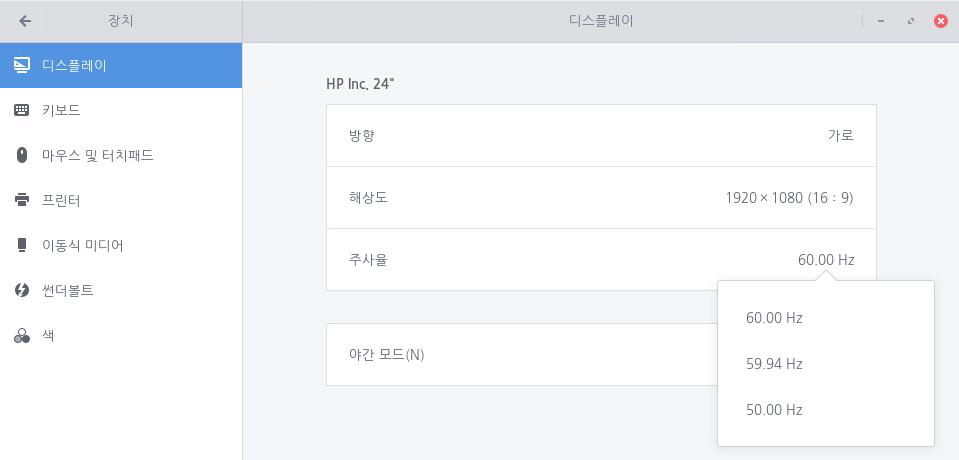 장치
디스플레이
디스플레이
키보드
마우스 및 터치패드
프린터
이동식 미디어
썬더볼트
색
HP Inc. 24"
방향 가로
해상도 1920 × 1080 (16 : 9)
주사율 60.00 Hz
60.00 Hz
59.94 Hz
50.00 Hz
야간 모드(N)